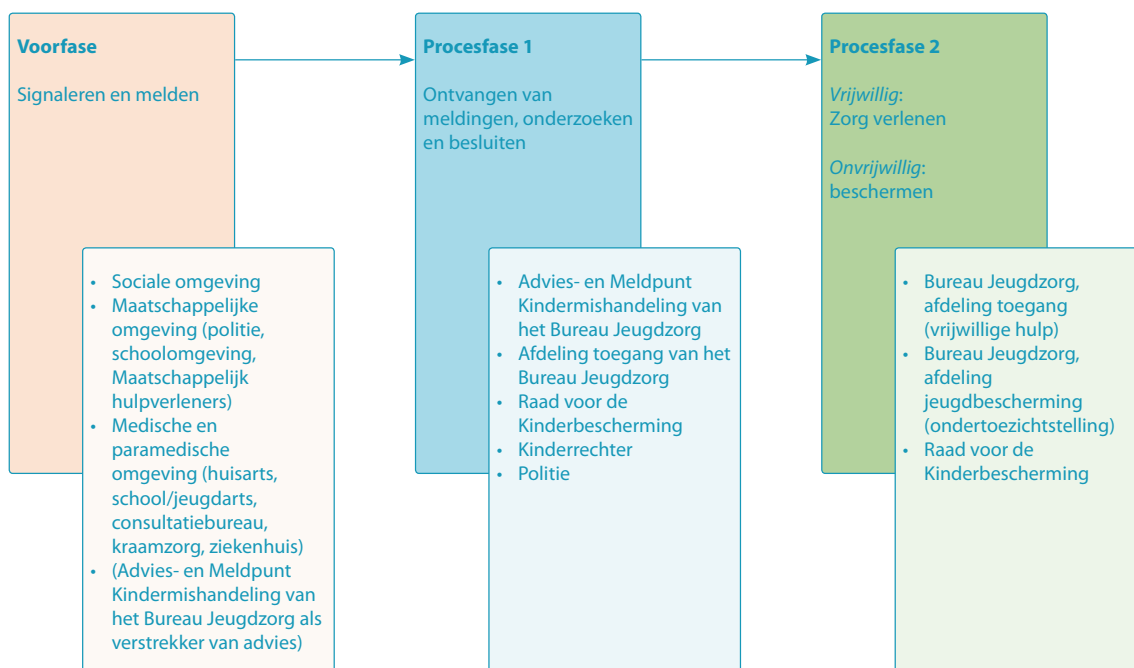 Voorfase
Signaleren en melden
• Sociale omgeving
• Maatschappelijke
omgeving (politie,
schoolomgeving,
Maatschappelijk
hulpverleners)
• Medische en
paramedische
omgeving (huisarts,
school/jeugdarts,
consultatiebureau,
kraamzorg, ziekenhuis)
• (Advies- en Meldpunt
Kindermishandeling van
het Bureau Jeugdzorg als
verstrekker van advies)
Procesfase 1
Ontvangen van
meldingen, onderzoeken
en besluiten
• Advies- en Meldpunt
Kindermishandeling van
het Bureau Jeugdzorg
• Afdeling toegang van het
Bureau Jeugdzorg
• Raad voor de
Kinderbescherming
• Kinderrechter
• Politie
Procesfase 2
Vrijwillig:
Zorg verlenen
Onvrijwillig:
beschermen
• Bureau Jeugdzorg,
afdeling toegang
(vrijwillige hulp)
• Bureau Jeugdzorg,
afdeling
jeugdbescherming
(ondertoezichtstelling)
• Raad voor de
Kinderbescherming